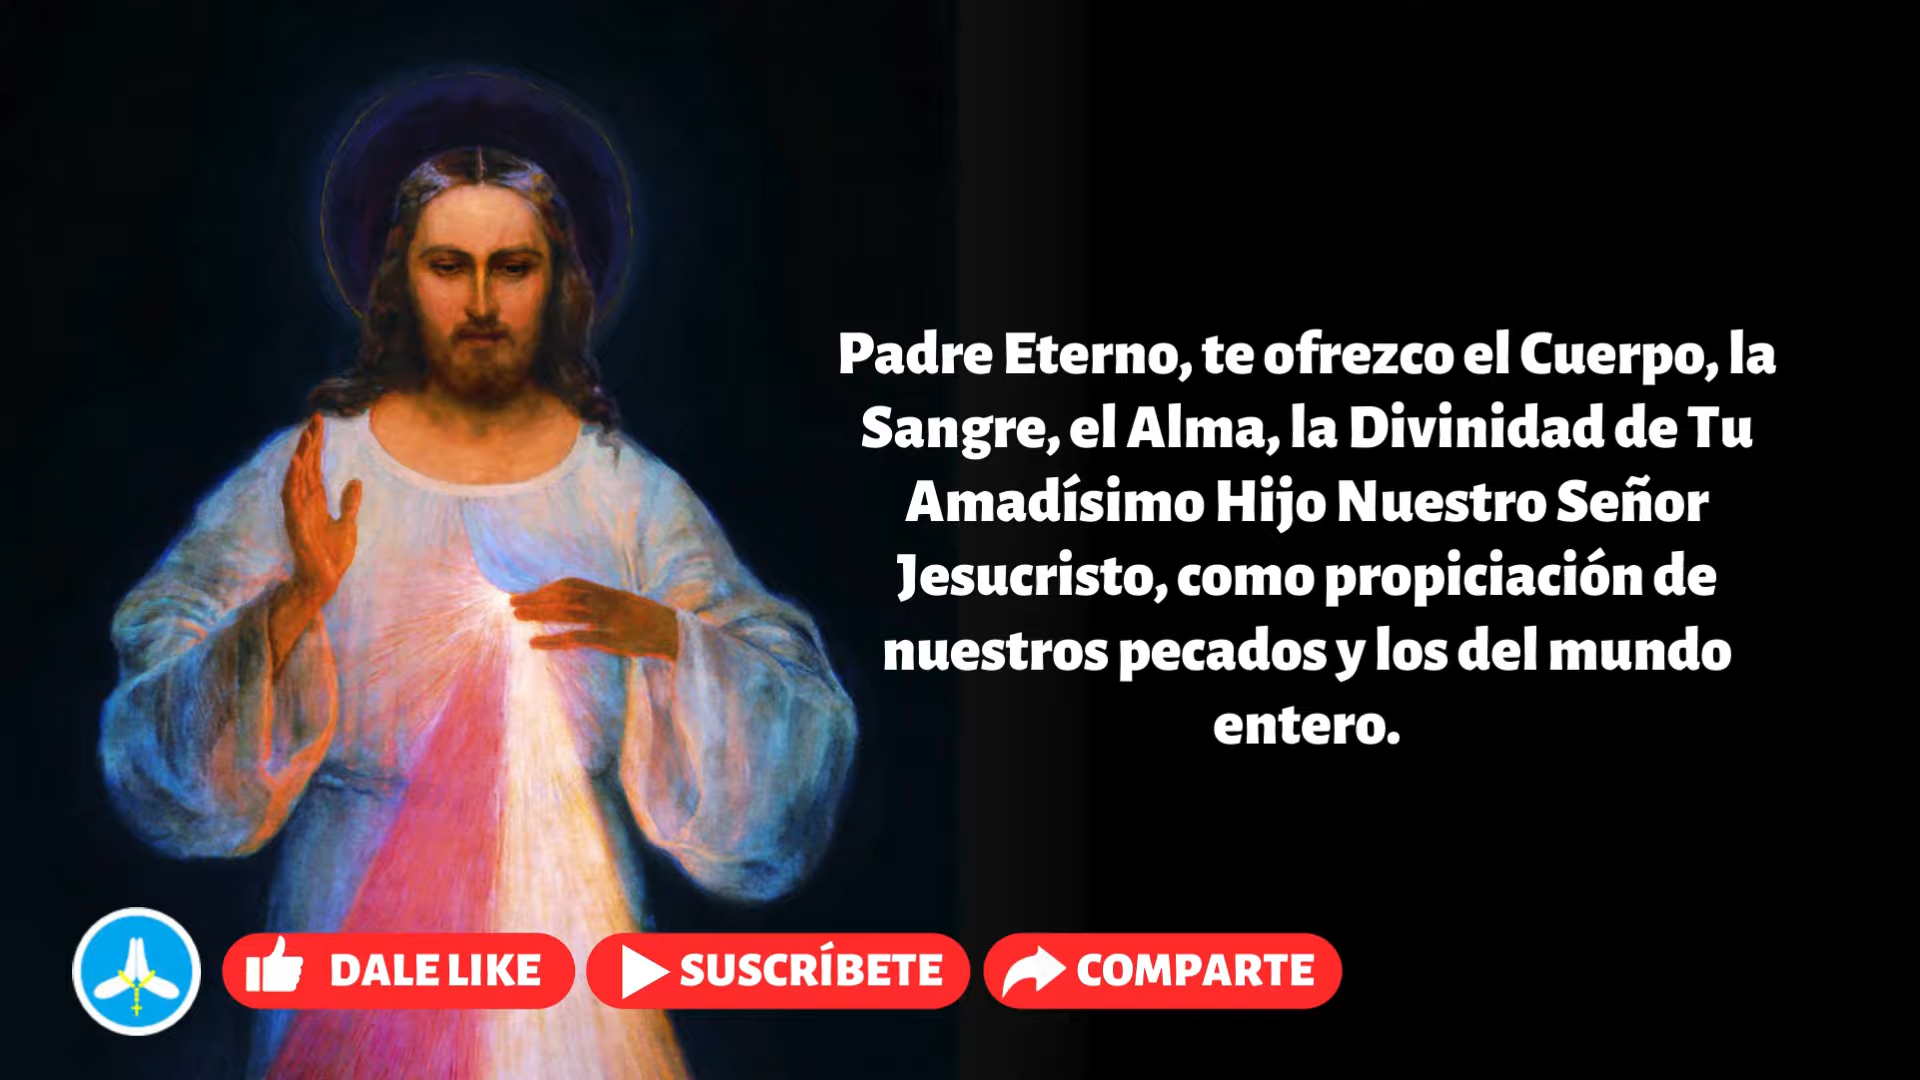 Padre Eterno, te ofrezco el Cuerpo, la
Sangre, el Alma, la Divinidad de Tu
Amadísimo Hijo Nuestro Señor
Jesucristo, como propiciación de
nuestros pecados y los del mundo
entero.
DALE LIKE
SUSCRÍBETE
COMPARTE